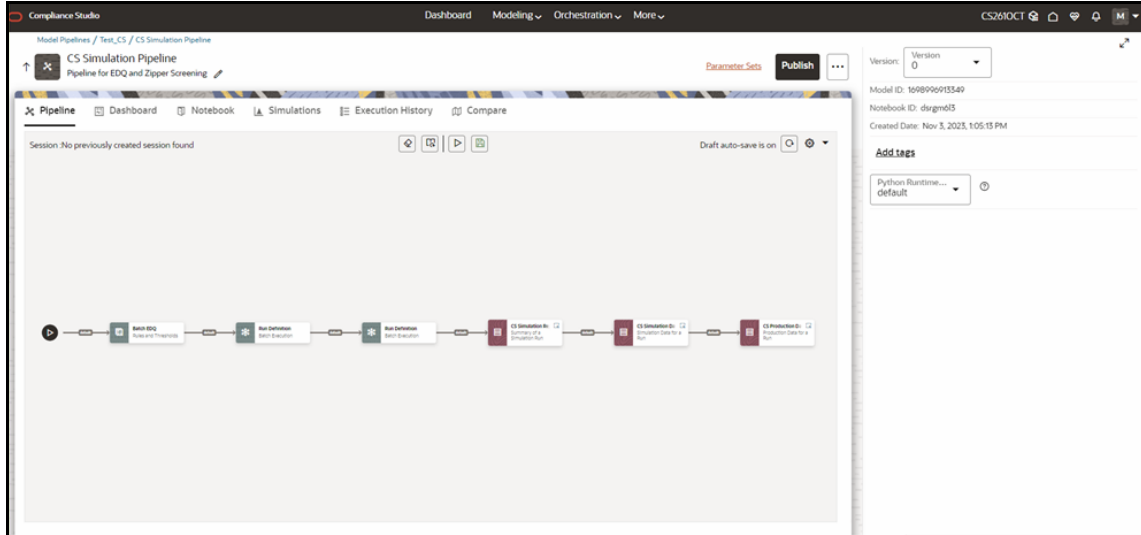 Compliance Studio
Dashboard Modeling Orchestration More
CS2610CT
M
Model Pipelines / Test_CS / CS Simulation Pipeline
CS Simulation Pipeline
Pipeline for EDQ and Zipper Screening
Parameter Sets
Publish
...
Pipeline Dashboard Notebook Simulations Execution History Compare
Session :No previously created session found
Draft auto-save is on
Batch EDQ
Rules and Thresholds
Run Definition
Batch Execution
Run Definition
Batch Execution
CS Simulation R
Summary of a
Simulation Run
CS Simulation D
Simulation Data for a
Run
CS Production D
Production Data for a
Run
Version:
Version
0
Model ID: 1698996913349
Notebook ID: dsrgm6l3
Created Date: Nov 3, 2023, 1:05:13 PM
Add tags
Python Runtime...
default